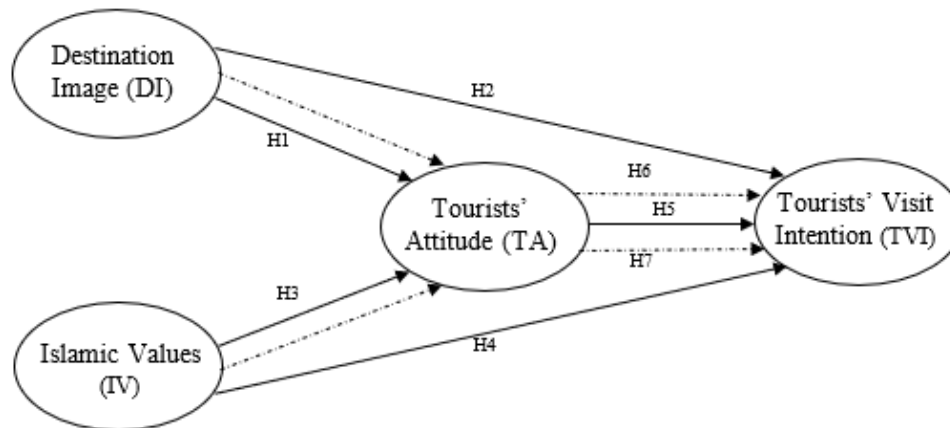 Destination
Image (DI)
H2
H1
H6
Tourists’
Attitude (TA)
H5
Tourists’ Visit
Intention (TVI)
H7
H3
H4
Islamic Values
(IV)